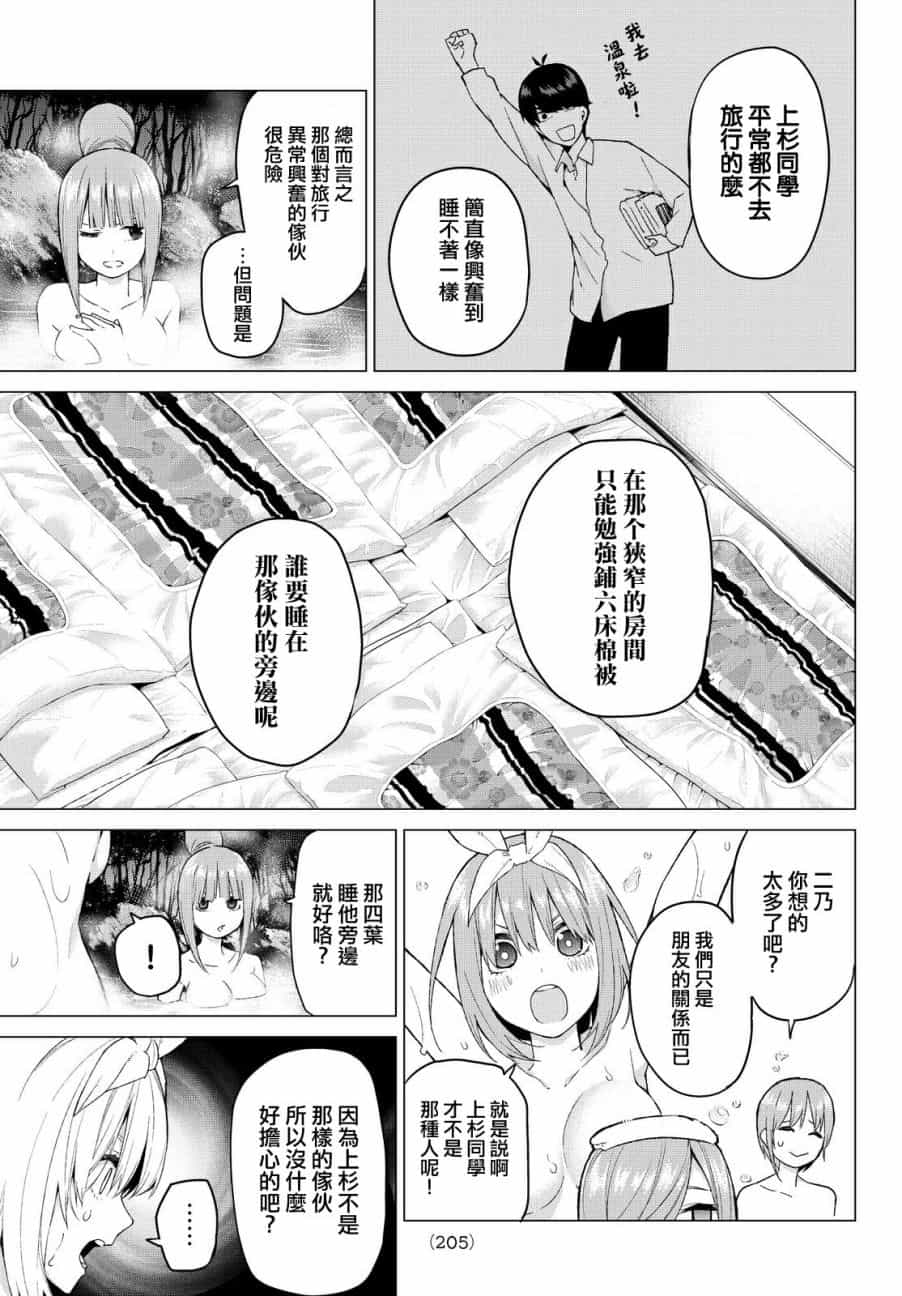 上杉同學
平常都不去
旅行的麼
我去
溫泉啦！
簡直像興奮到
睡不著一樣
總而言之
那個對旅行
異常興奮的傢伙
很危險
…但問題是
在那个狹窄的房間
只能勉強鋪六床棉被
誰要睡在
那傢伙的旁邊呢
二乃
你想的
太多了吧？
我們只是
朋友的關係而已
就是說啊
上杉同學
才不是
那種人呢！
那四葉
睡他旁邊
就好咯？
！
因為上杉不是
那樣的傢伙
所以沒什麼
好擔心的吧？
……
（205）